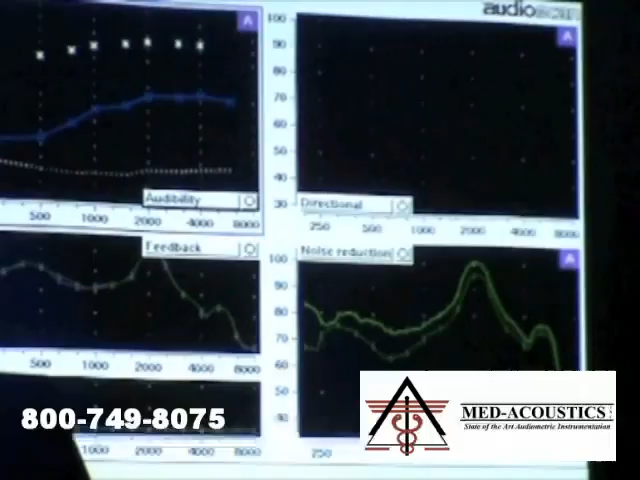 audioscan
A
100
90
80
70
60
50
40
30
A
Audibility
500 1000 2000 4000 8000
Directional
250 500 1000 2000 4000 8000
Feedback
500 1000 2000 4000 8000
Noise reduction
A
100
90
80
70
60
50
40
1000 2000 4000 8000
250
800-749-8075
MED-ACOUSTICS
State of the Art Audiometric Instrumentation